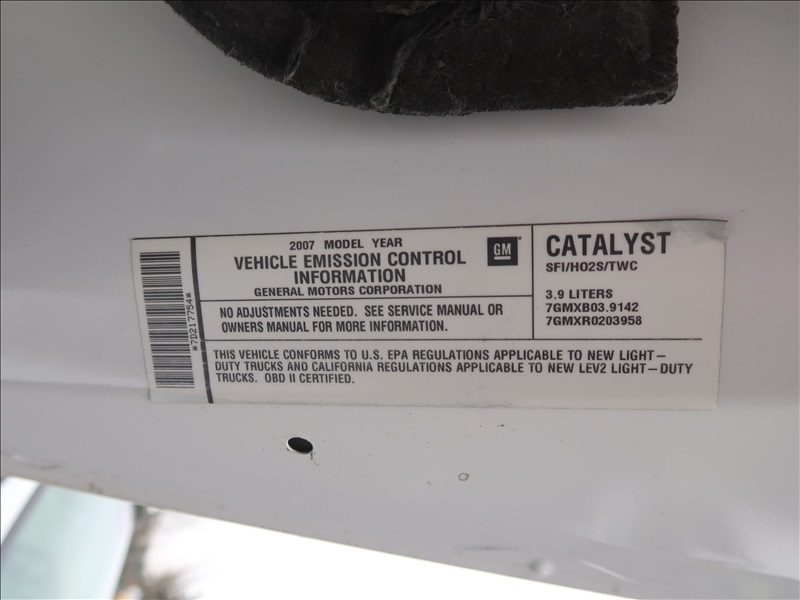 *7D217754*
2007 MODEL YEAR
VEHICLE EMISSION CONTROL
INFORMATION
GENERAL MOTORS CORPORATION
GM
NO ADJUSTMENTS NEEDED. SEE SERVICE MANUAL OR
OWNERS MANUAL FOR MORE INFORMATION.
CATALYST
SFI/HO2S/TWC
3.9 LITERS
7GMXB03.9142
7GMXR0203958
THIS VEHICLE CONFORMS TO U.S. EPA REGULATIONS APPLICABLE TO NEW LIGHT-
DUTY TRUCKS AND CALIFORNIA REGULATIONS APPLICABLE TO NEW LEV2 LIGHT-DUTY
TRUCKS. OBD II CERTIFIED.